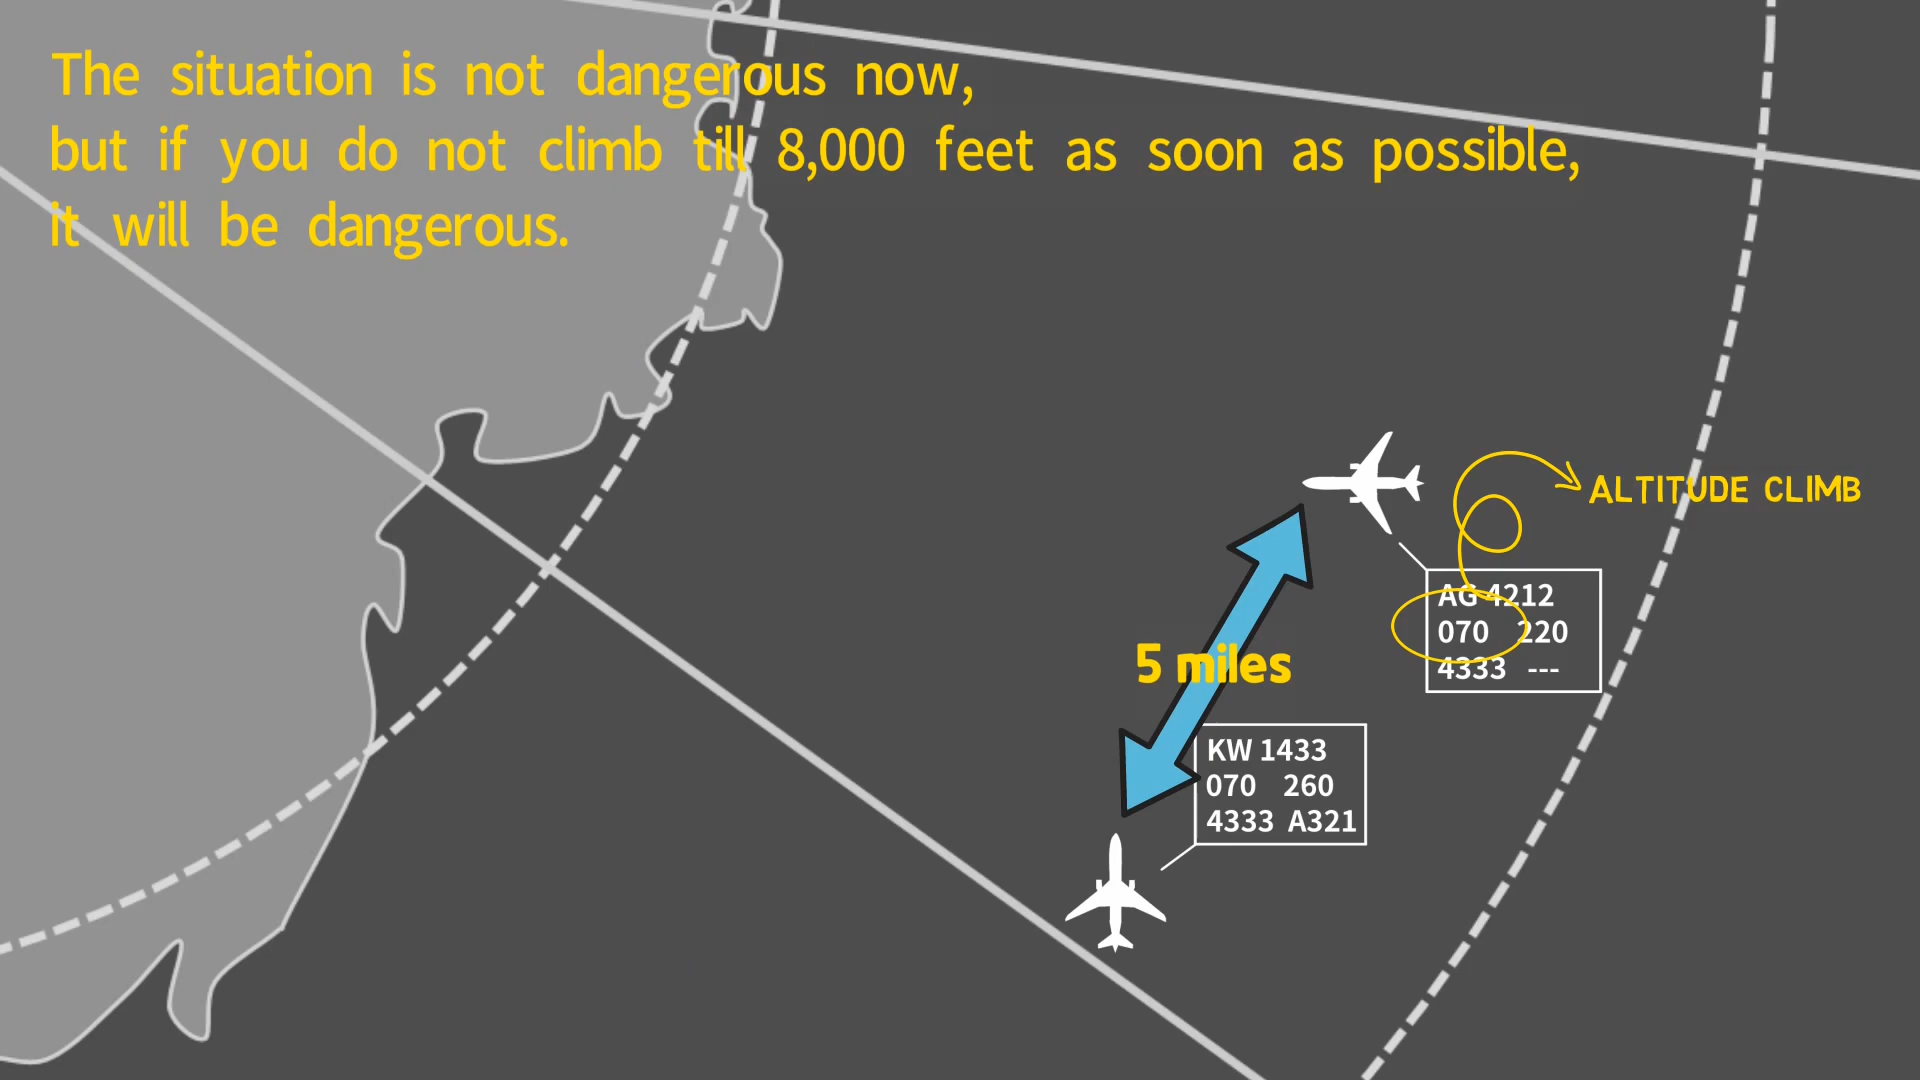 The situation is not dangerous now,
but if you do not climb till 8,000 feet as soon as possible,
it will be dangerous.
ALTITUDE CLIMB
AG 4212
070 220
4333 ---
5 miles
KW 1433
070 260
4333 A321